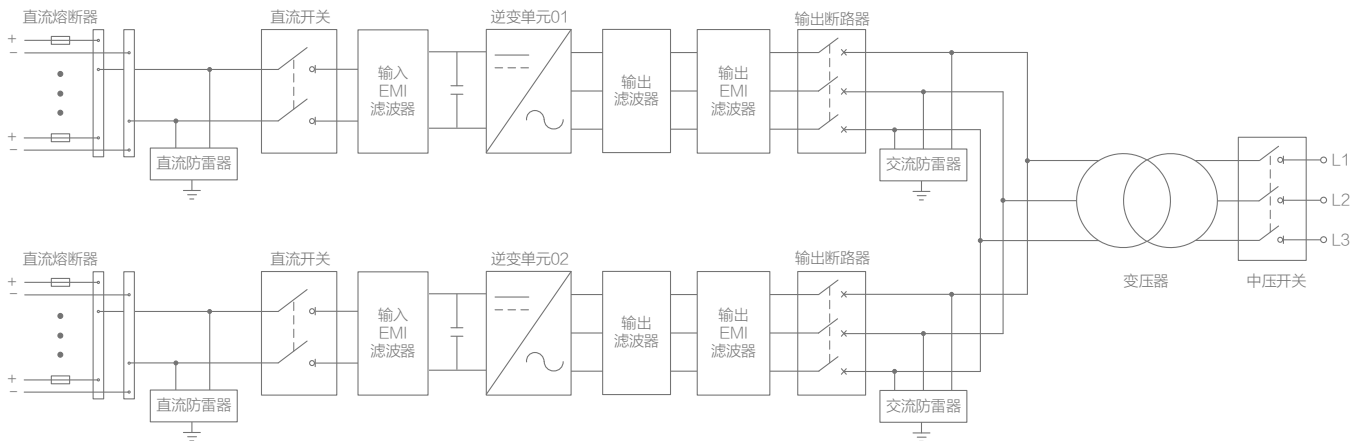 直流熔断器
直流开关
逆变单元01
输出断路器
+
−
输入
EMI
滤波器
输出
滤波器
输出
EMI
滤波器
+
−
直流防雷器
交流防雷器
L1
L2
L3
变压器
中压开关
直流熔断器
直流开关
逆变单元02
输出断路器
+
−
输入
EMI
滤波器
输出
滤波器
输出
EMI
滤波器
+
−
直流防雷器
交流防雷器